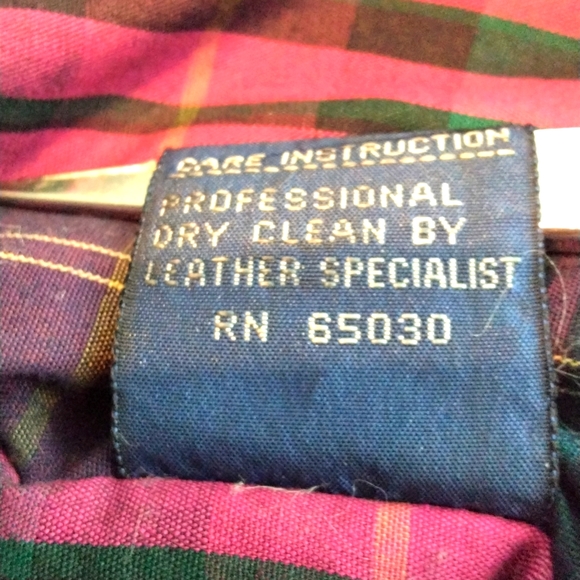 CARE INSTRUCTION
PROFESSIONAL
DRY CLEAN BY
LEATHER SPECIALIST
RN 65030